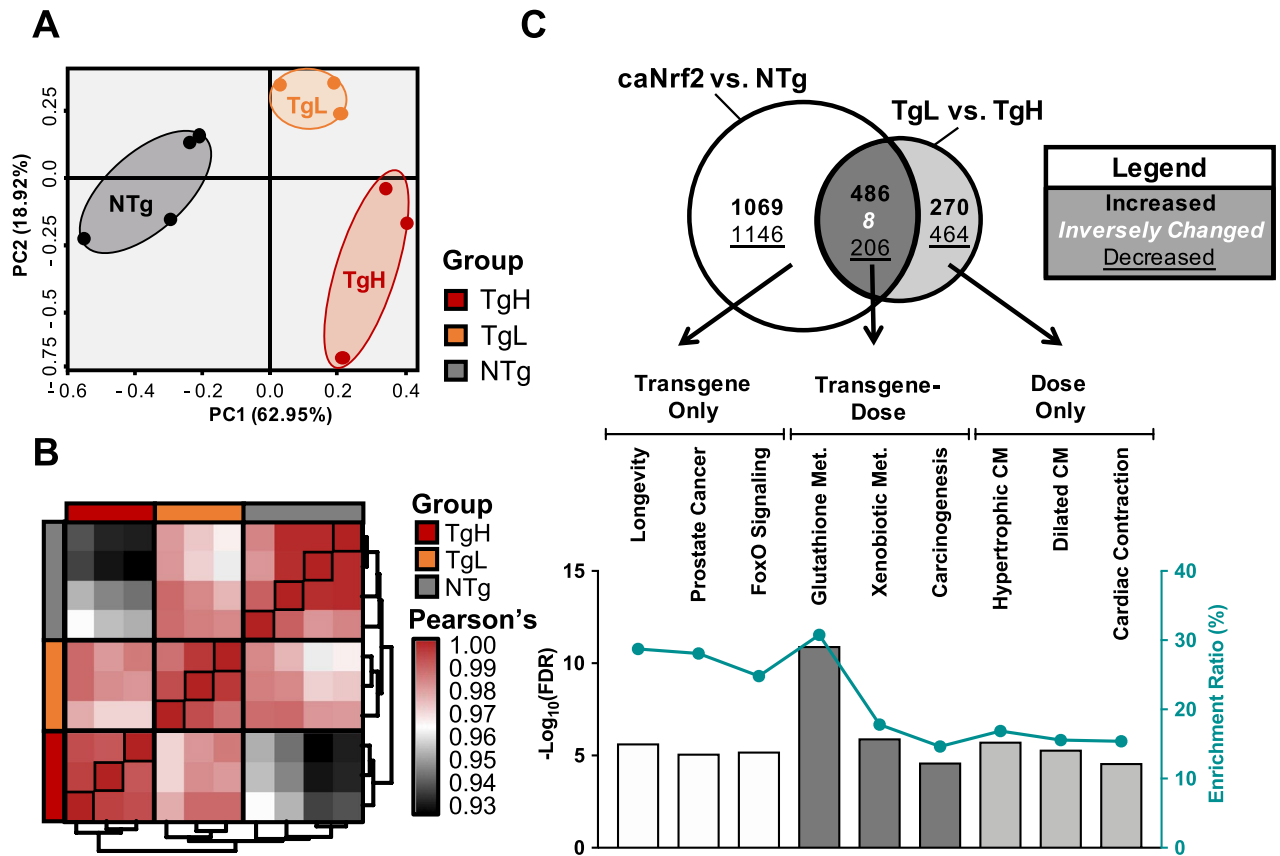 A
TgL
NTg
TgH
0.25
0.0
-0.25
-0.5
-0.75
PC2 (18.92%)
-0.6
-0.4
-0.2
0.0
0.2
0.4
PC1 (62.95%)
Group
TgH
TgL
NTg
B
Group
TgH
TgL
NTg
Pearson's
1.00
0.99
0.98
0.97
0.96
0.95
0.94
0.93
C
caNrf2 vs. NTg
TgL vs. TgH
1069
1146
486
8
206
270
464
Legend
Increased
Inversely Changed
Decreased
Transgene
Only
Transgene-
Dose
Dose
Only
Longevity
Prostate Cancer
FoxO Signaling
Glutathione Met.
Xenobiotic Met.
Carcinogenesis
Hypertrophic CM
Dilated CM
Cardiac Contraction
15
10
5
0
-Log10(FDR)
40
30
20
10
0
Enrichment Ratio (%)